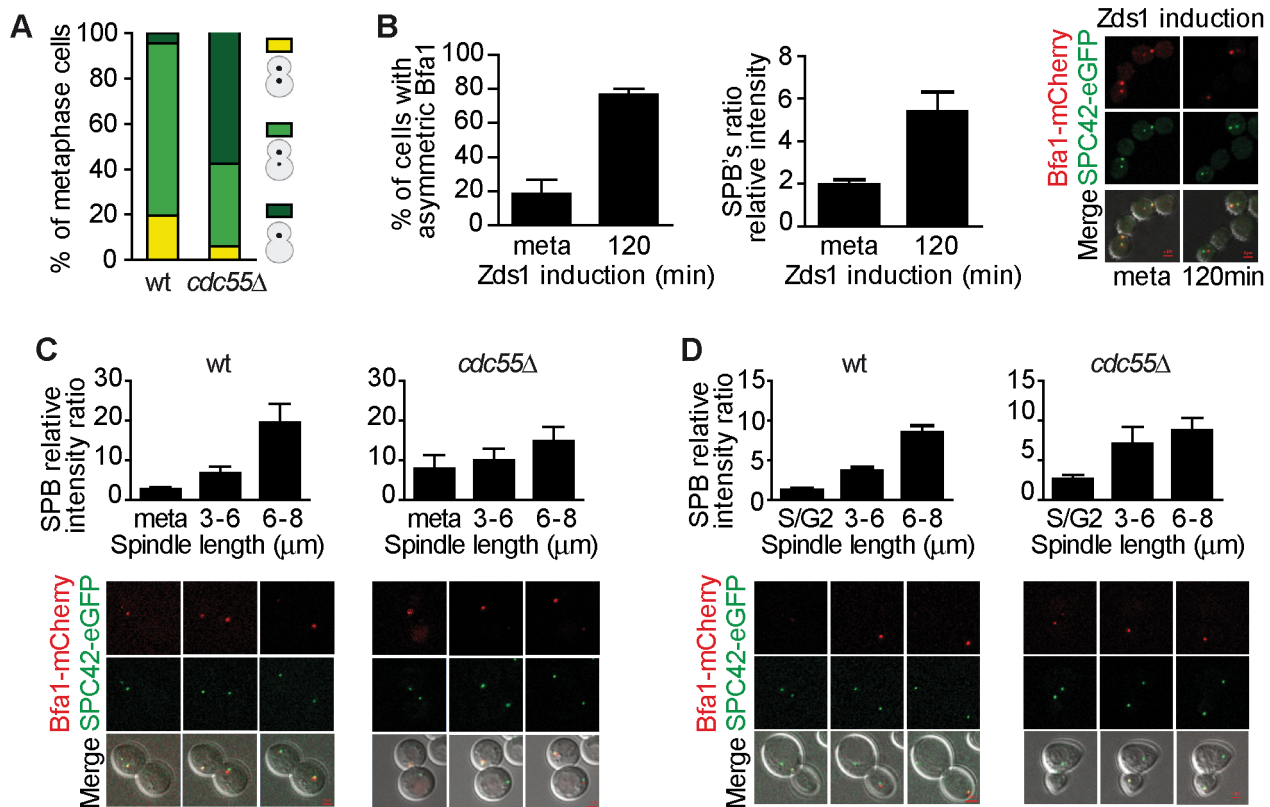 A
% of metaphase cells
100
80
60
40
20
0
wt
cdc55Δ
B
% of cells with
asymmetric Bfa1
100
80
60
40
20
0
meta
120
Zds1 induction (min)
SPB's ratio
relative intensity
8
6
4
2
0
meta
120
Zds1 induction (min)
Zds1 induction
Bfa1-mCherry
SPC42-eGFP
Merge
meta
120min
C
wt
SPB relative
intensity ratio
30
20
10
0
meta
3-6
6-8
Spindle length (μm)
cdc55Δ
30
20
10
0
meta
3-6
6-8
Spindle length (μm)
Bfa1-mCherry
SPC42-eGFP
Merge
D
wt
SPB relative
intensity ratio
15
10
5
0
S/G2
3-6
6-8
Spindle length (μm)
cdc55Δ
15
10
5
0
S/G2
3-6
6-8
Spindle length (μm)
Bfa1-mCherry
SPC42-eGFP
Merge